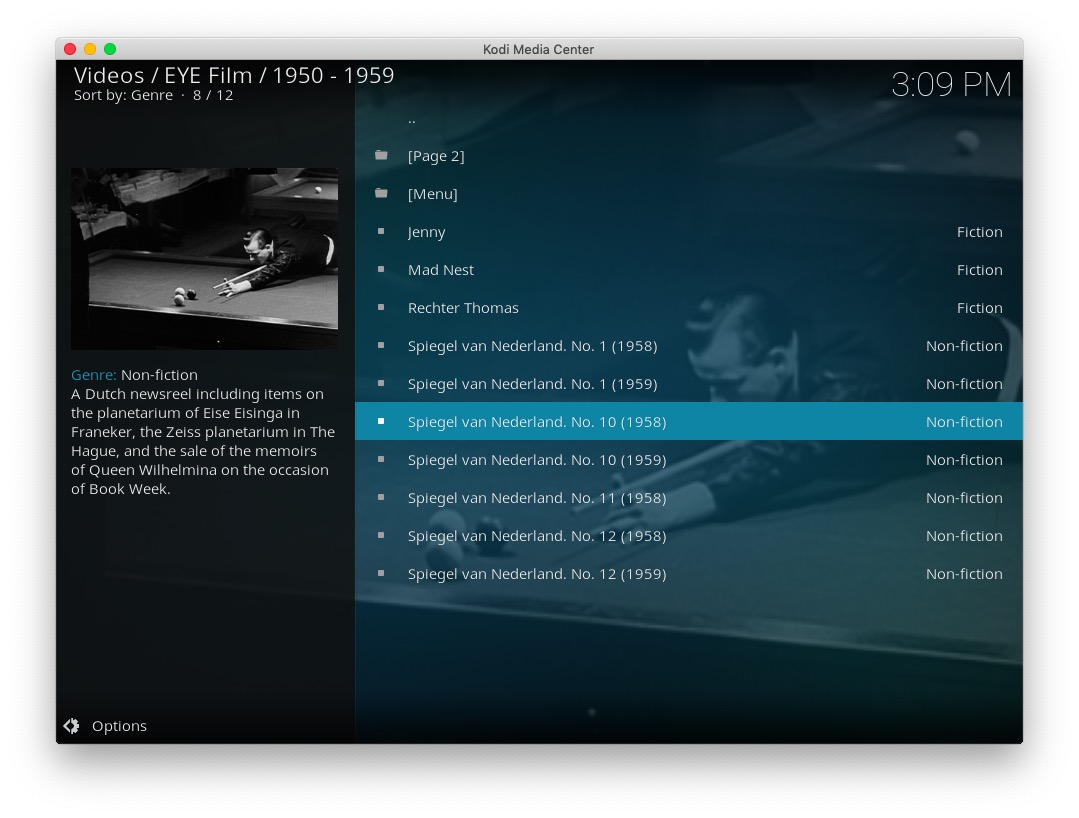 Kodi Media Center
Videos / EYE Film / 1950 - 1959
Sort by: Genre · 8 / 12
3:09 PM
Genre: Non-fiction
A Dutch newsreel including items on
the planetarium of Eise Eisinga in
Franeker, the Zeiss planetarium in The
Hague, and the sale of the memoirs
of Queen Wilhelmina on the occasion
of Book Week.
..
[Page 2]
[Menu]
Jenny Fiction
Mad Nest Fiction
Rechter Thomas Fiction
Spiegel van Nederland. No. 1 (1958) Non-fiction
Spiegel van Nederland. No. 1 (1959) Non-fiction
Spiegel van Nederland. No. 10 (1958) Non-fiction
Spiegel van Nederland. No. 10 (1959) Non-fiction
Spiegel van Nederland. No. 11 (1958) Non-fiction
Spiegel van Nederland. No. 12 (1958) Non-fiction
Spiegel van Nederland. No. 12 (1959) Non-fiction
Options